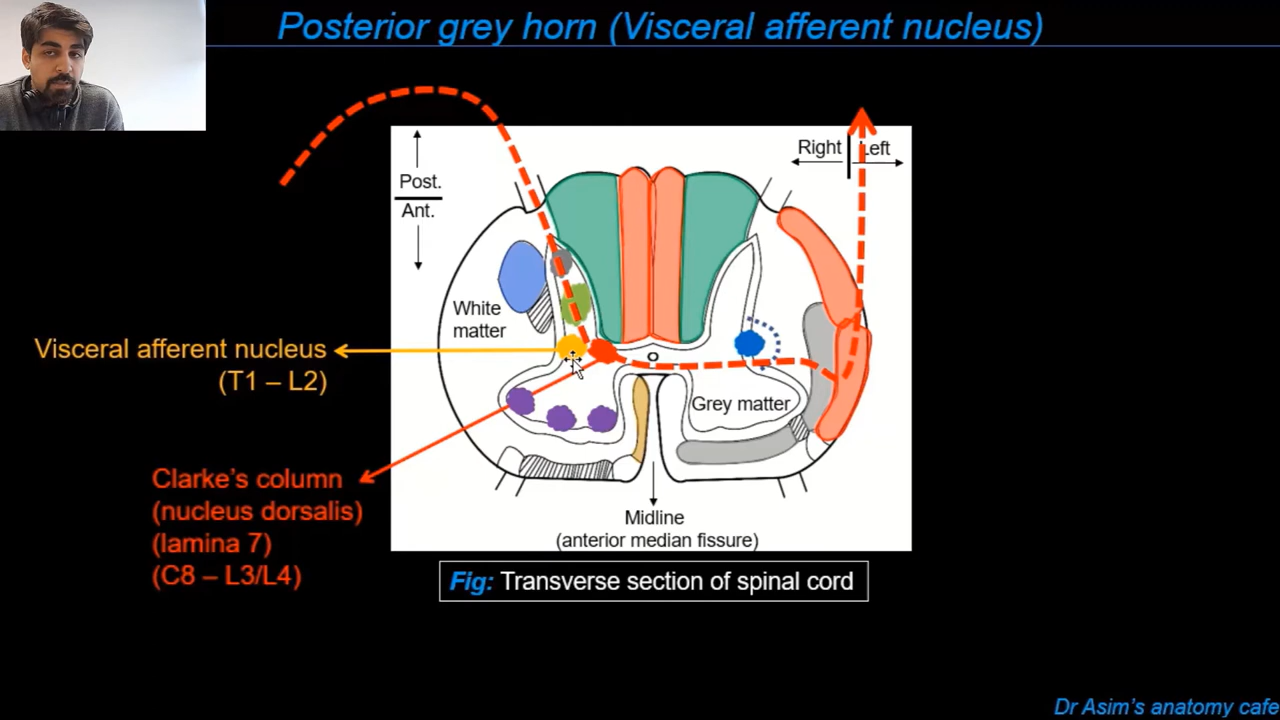 Posterior grey horn (Visceral afferent nucleus)
Right
Left
Post.
Ant.
White
matter
Visceral afferent nucleus
(T1 – L2)
Grey matter
Clarke's column
(nucleus dorsalis)
(lamina 7)
(C8 – L3/L4)
Midline
(anterior median fissure)
Fig: Transverse section of spinal cord
Dr Asim's anatomy cafe